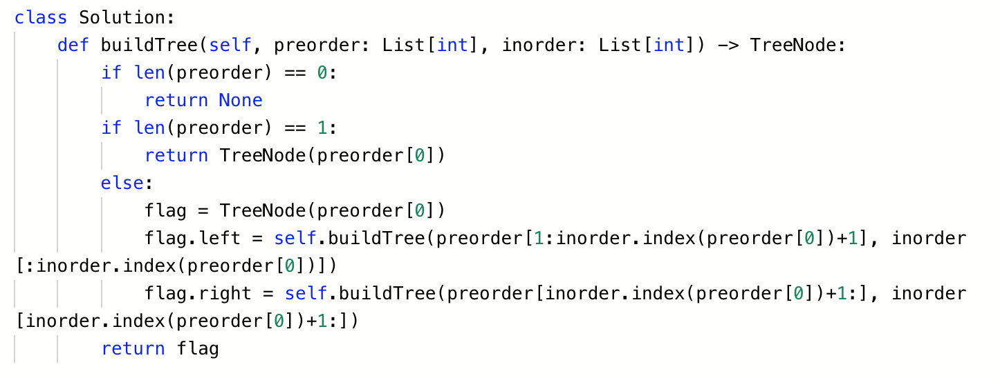 class Solution:
    def buildTree(self, preorder: List[int], inorder: List[int]) -> TreeNode:
        if len(preorder) == 0:
            return None
        if len(preorder) == 1:
            return TreeNode(preorder[0])
        else:
            flag = TreeNode(preorder[0])
            flag.left = self.buildTree(preorder[1:inorder.index(preorder[0])+1], inorder
[:inorder.index(preorder[0])])
            flag.right = self.buildTree(preorder[inorder.index(preorder[0])+1:], inorder
[inorder.index(preorder[0])+1:])
        return flag